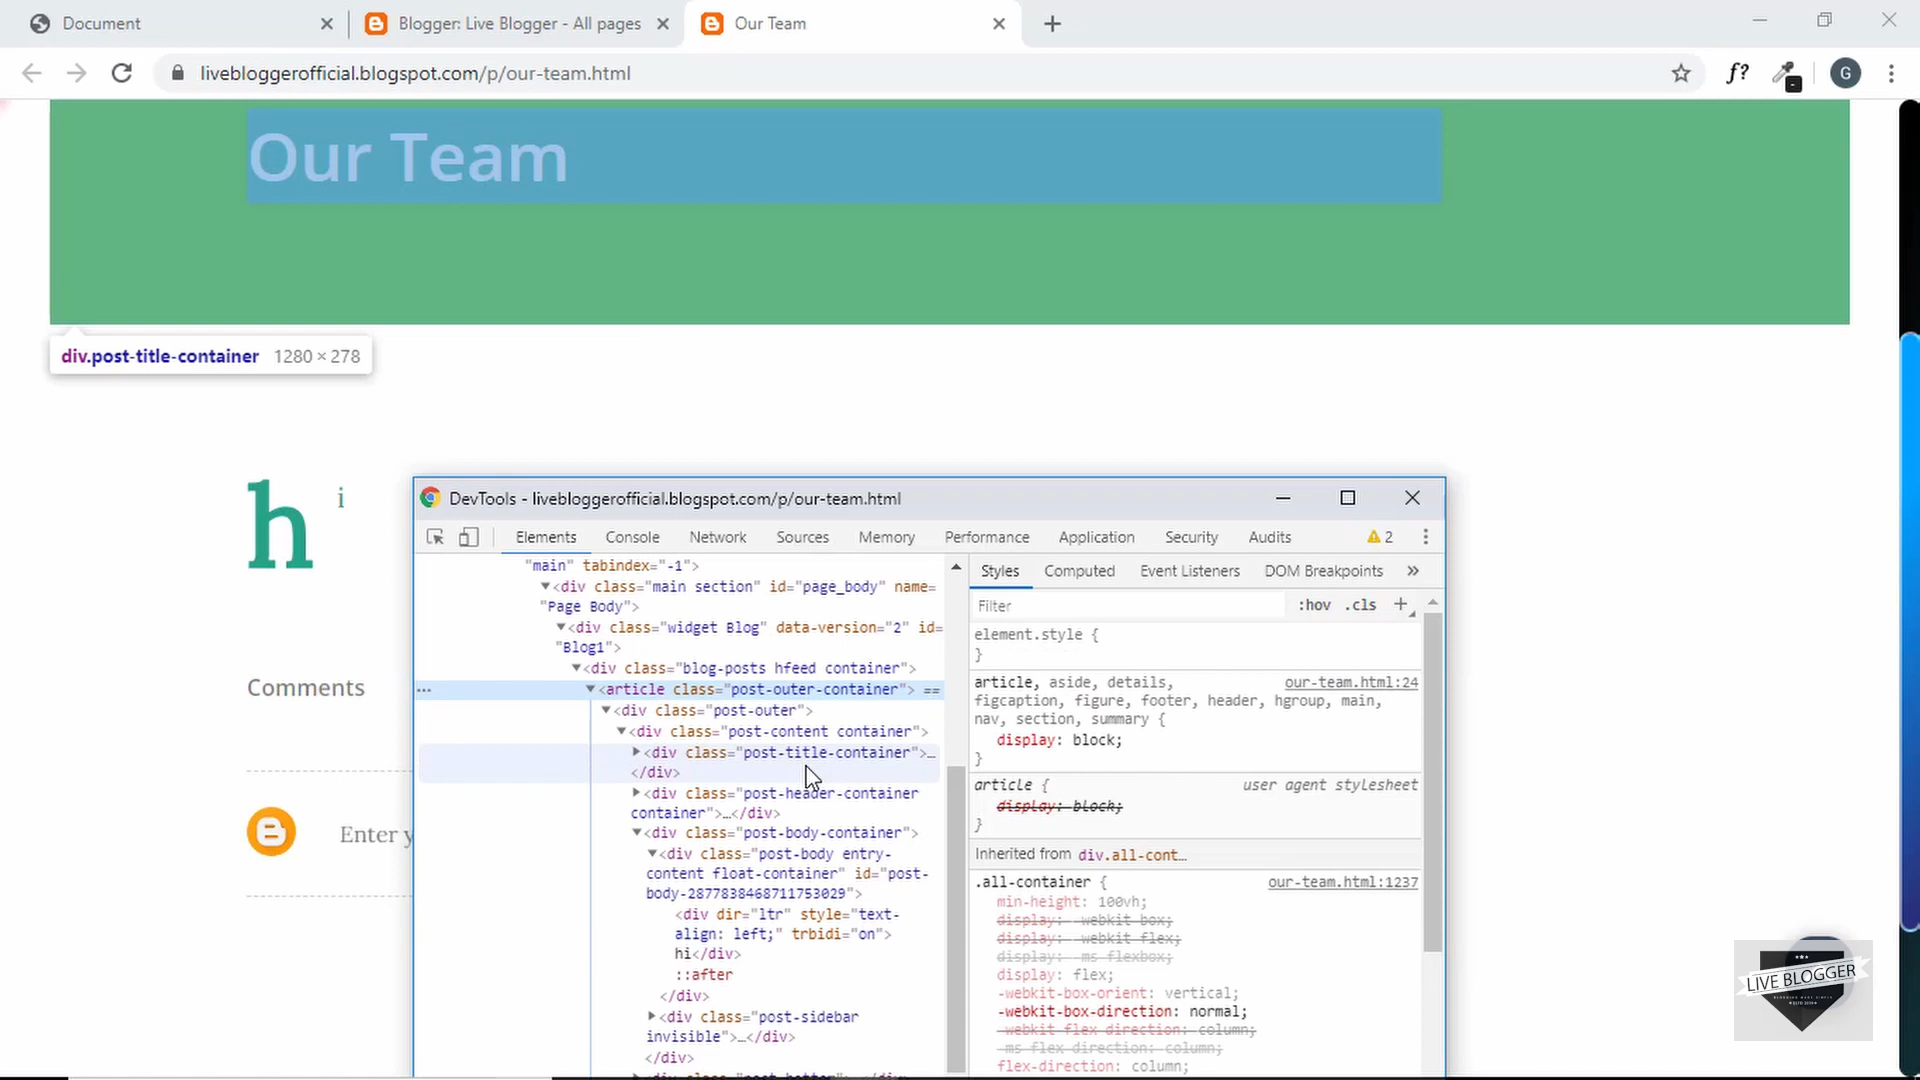 Document
Blogger: Live Blogger - All pages
Our Team
livebloggerofficial.blogspot.com/p/our-team.html
f?
G
Our Team
div.post-title-container 1280 × 278
h i
Comments
Enter y
DevTools - livebloggerofficial.blogspot.com/p/our-team.html
Elements Console Network Sources Memory Performance Application Security Audits 2
"main" tabindex="-1">
<div class="main section" id="page_body" name=
"Page Body">
<div class="widget Blog" data-version="2" id=
"Blog1">
<div class="blog-posts hfeed container">
… <article class="post-outer-container"> ==
<div class="post-outer">
<div class="post-content container">
<div class="post-title-container">…
</div>
<div class="post-header-container
container">…</div>
<div class="post-body-container">
<div class="post-body entry-
content float-container" id="post-
body-2877838468711753029">
<div dir="ltr" style="text-
align: left;" trbidi="on">
hi</div>
::after
</div>
<div class="post-sidebar
invisible">…</div>
</div>
Styles Computed Event Listeners DOM Breakpoints »
Filter :hov .cls +
element.style {
}
article, aside, details, our-team.html:24
figcaption, figure, footer, header, hgroup, main,
nav, section, summary {
display: block;
}
article { user agent stylesheet
display: block;
}
Inherited from div.all-cont…
.all-container { our-team.html:1237
min-height: 100vh;
display: -webkit-box;
display: -webkit-flex;
display: -ms-flexbox;
display: flex;
-webkit-box-orient: vertical;
-webkit-box-direction: normal;
-webkit-flex-direction: column;
-ms-flex-direction: column;
flex-direction: column;
LIVE BLOGGER